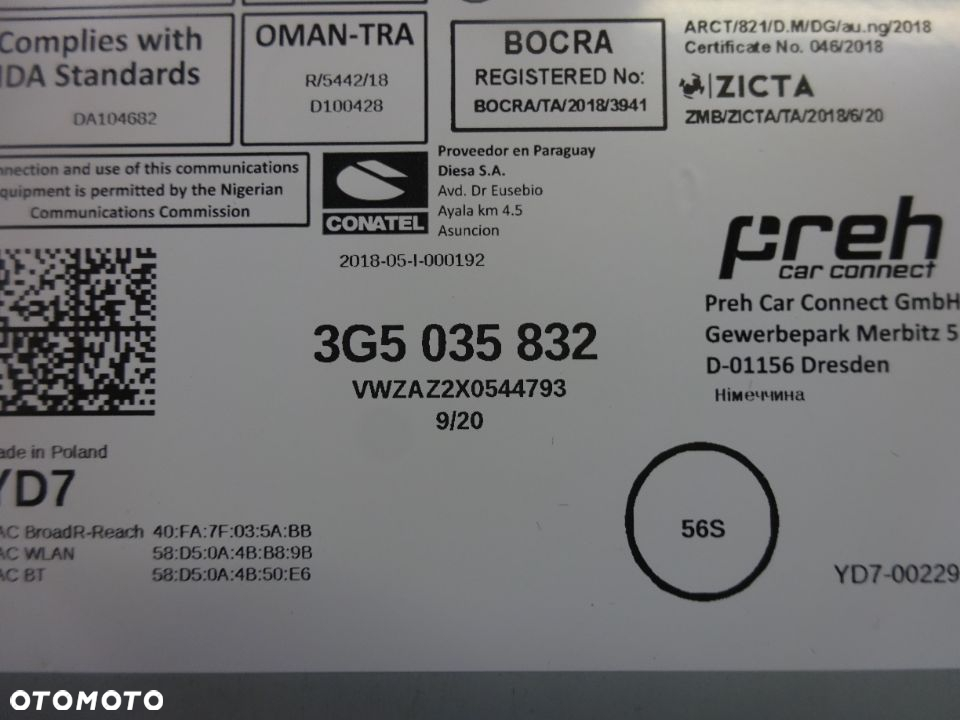 Complies with
IDA Standards
DA104682
OMAN-TRA
R/5442/18
D100428
BOCRA
REGISTERED No:
BOCRA/TA/2018/3941
ARCT/821/D.M/DG/au.ng/2018
Certificate No. 046/2018
ZICTA
ZMB/ZICTA/TA/2018/6/20
nnection and use of this communications
quipment is permitted by the Nigerian
Communications Commission
CONATEL
Proveedor en Paraguay
Diesa S.A.
Avd. Dr Eusebio
Ayala km 4.5
Asuncion
2018-05-I-000192
preh
car connect
Preh Car Connect GmbH
Gewerbepark Merbitz 5
D-01156 Dresden
Німеччина
3G5 035 832
VWZAZ2X0544793
9/20
ade in Poland
YD7
AC BroadR-Reach 40:FA:7F:03:5A:BB
AC WLAN 58:D5:0A:4B:B8:9B
AC BT 58:D5:0A:4B:50:E6
56S
YD7-00229
OTOMOTO